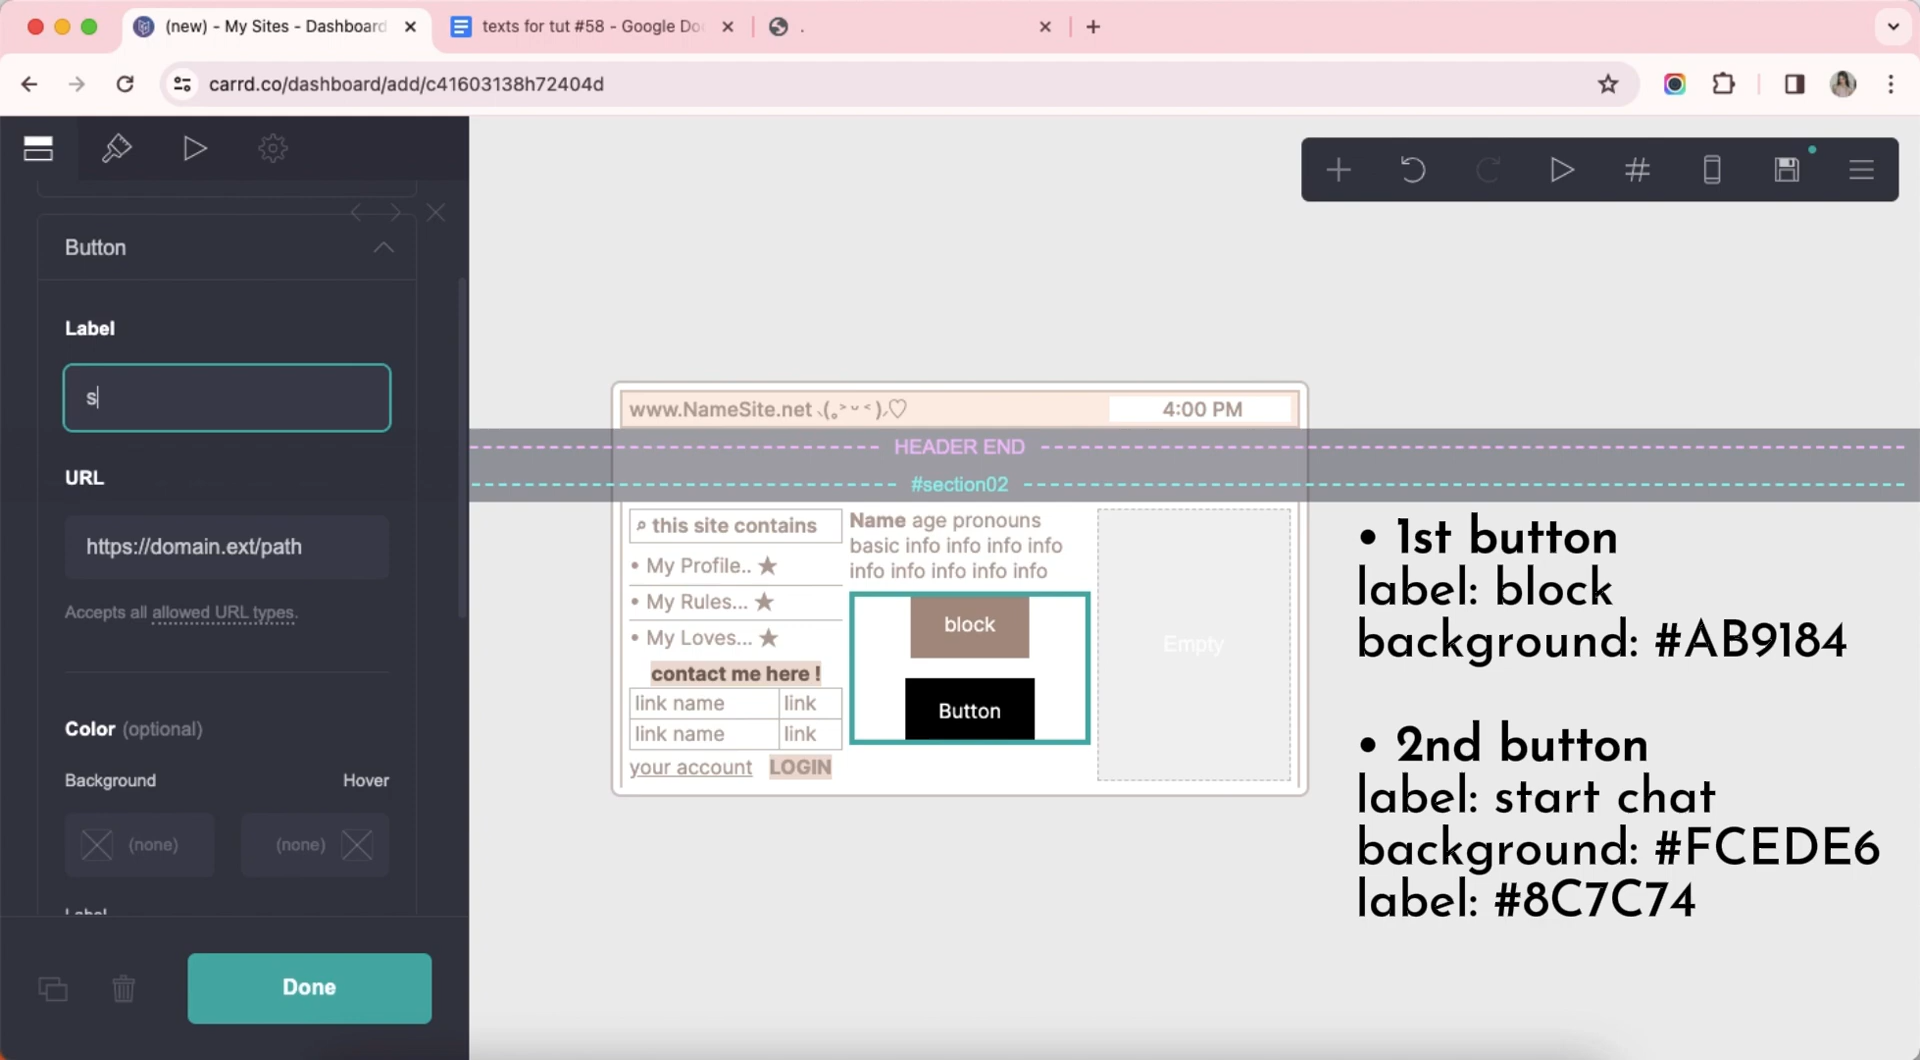 (new) - My Sites - Dashboard
texts for tut #58 - Google Do
.
carrd.co/dashboard/add/c41603138h72404d
Button
Label
s
URL
https://domain.ext/path
Accepts all allowed URL types.
Color (optional)
Background
Hover
(none)
(none)
Label
Done
www.NameSite.net ⸜(｡˃ ᵕ ˂ )⸝♡
4:00 PM
HEADER END
#section02
⌕ this site contains
• My Profile.. ★
• My Rules... ★
• My Loves... ★
contact me here !
link name
link
link name
link
your account
LOGIN
Name age pronouns
basic info info info info
info info info info info
block
Button
Empty
• 1st button
label: block
background: #AB9184
• 2nd button
label: start chat
background: #FCEDE6
label: #8C7C74